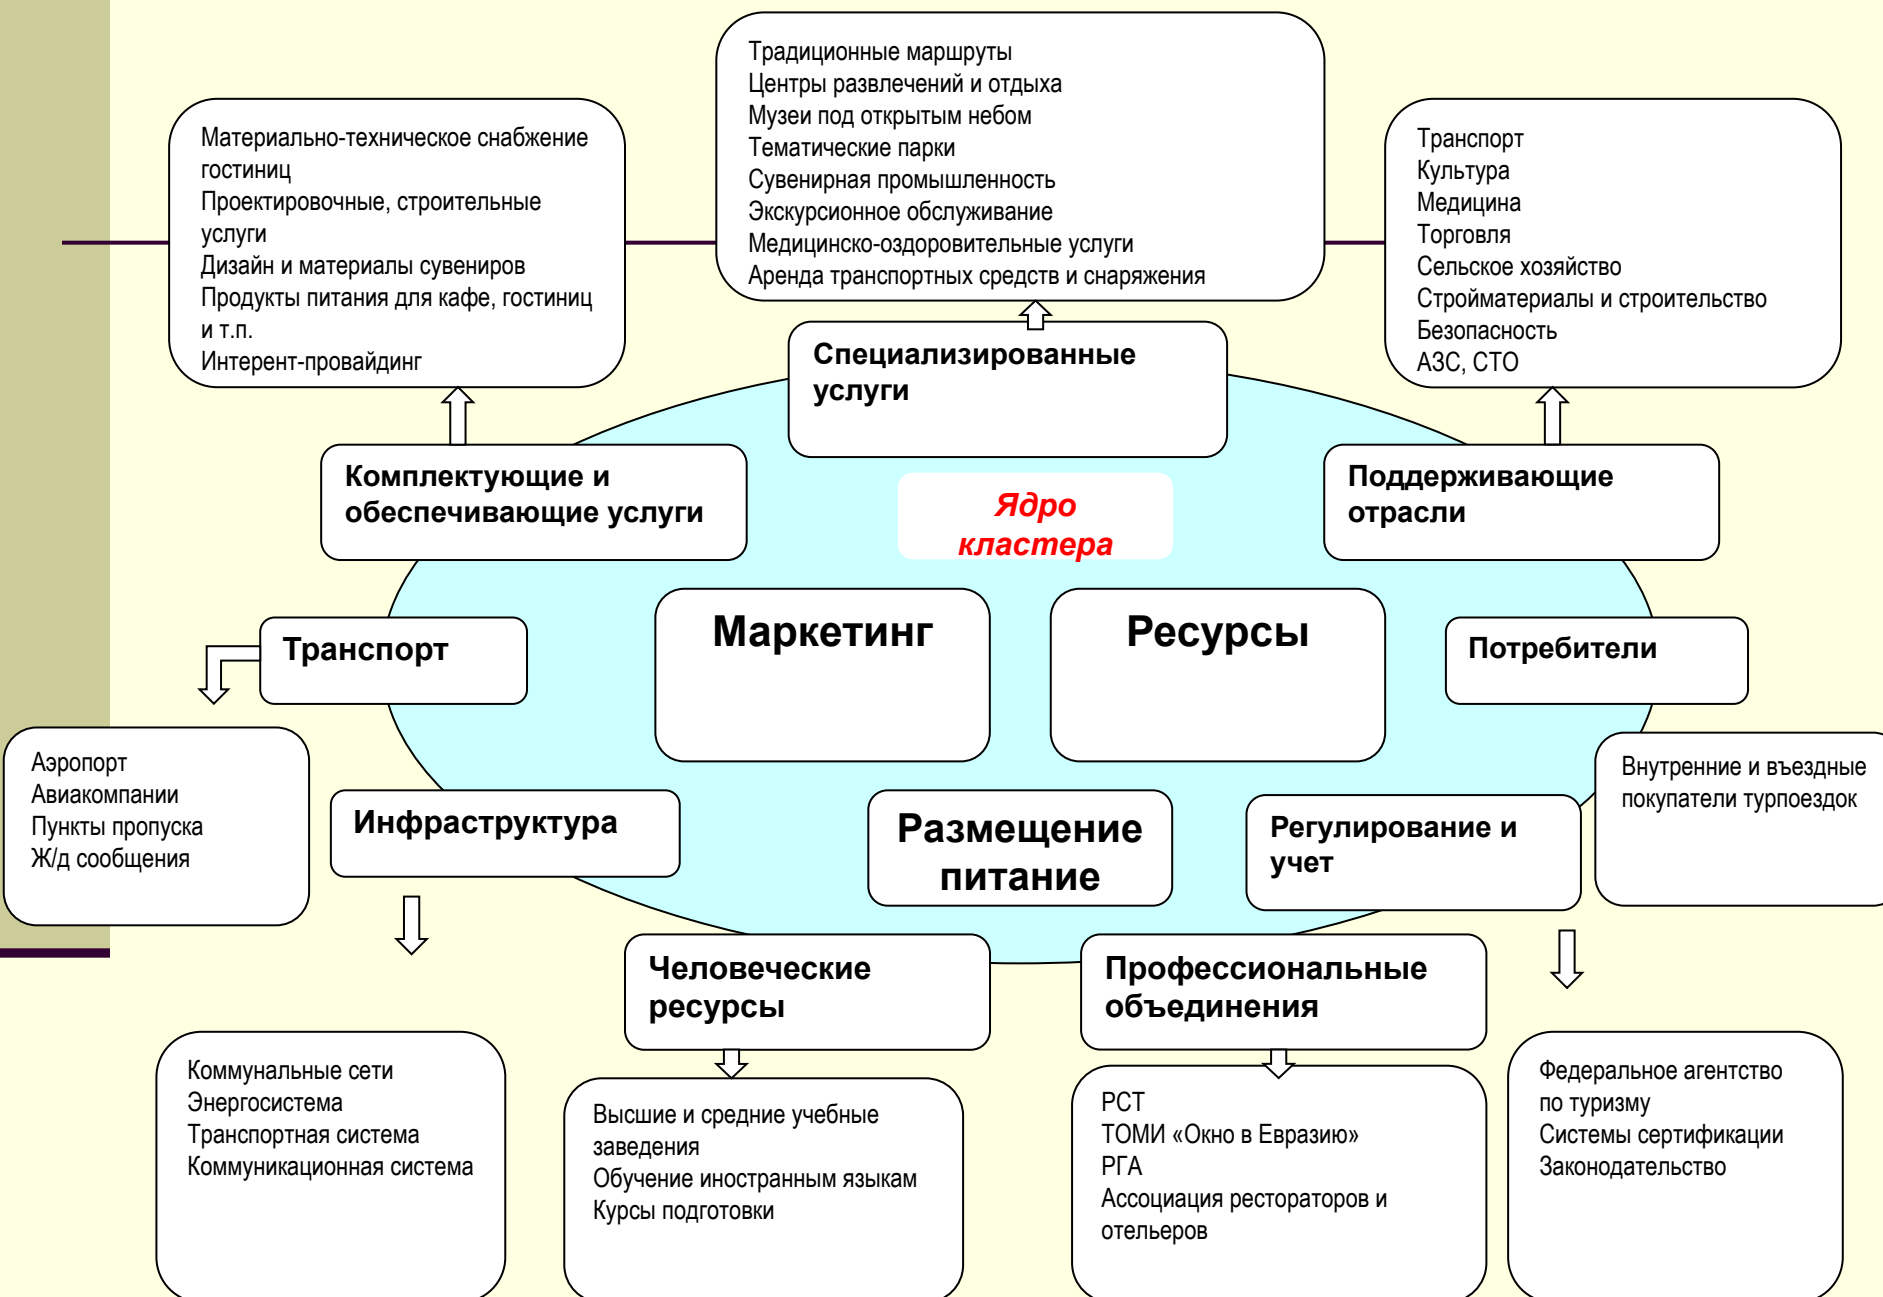 Традиционные маршруты
Центры развлечений и отдыха
Музеи под открытым небом
Тематические парки
Сувенирная промышленность
Экскурсионное обслуживание
Медицинско-оздоровительные услуги
Аренда транспортных средств и снаряжения
Материально-техническое снабжение
гостиниц
Проектировочные, строительные
услуги
Дизайн и материалы сувениров
Продукты питания для кафе, гостиниц
и т.п.
Интерент-провайдинг
Транспорт
Культура
Медицина
Торговля
Сельское хозяйство
Стройматериалы и строительство
Безопасность
АЗС, СТО
Специализированные
услуги
Комплектующие и
обеспечивающие услуги
Ядро
кластера
Поддерживающие
отрасли
Транспорт
Маркетинг
Ресурсы
Потребители
Аэропорт
Авиакомпании
Пункты пропуска
Ж/д сообщения
Инфраструктура
Размещение
питание
Регулирование и
учет
Внутренние и въездные
покупатели турпоездок
Человеческие
ресурсы
Профессиональные
объединения
Коммунальные сети
Энергосистема
Транспортная система
Коммуникационная система
Высшие и средние учебные
заведения
Обучение иностранным языкам
Курсы подготовки
РСТ
ТОМИ «Окно в Евразию»
РГА
Ассоциация рестораторов и
отельеров
Федеральное агентство
по туризму
Системы сертификации
Законодательство